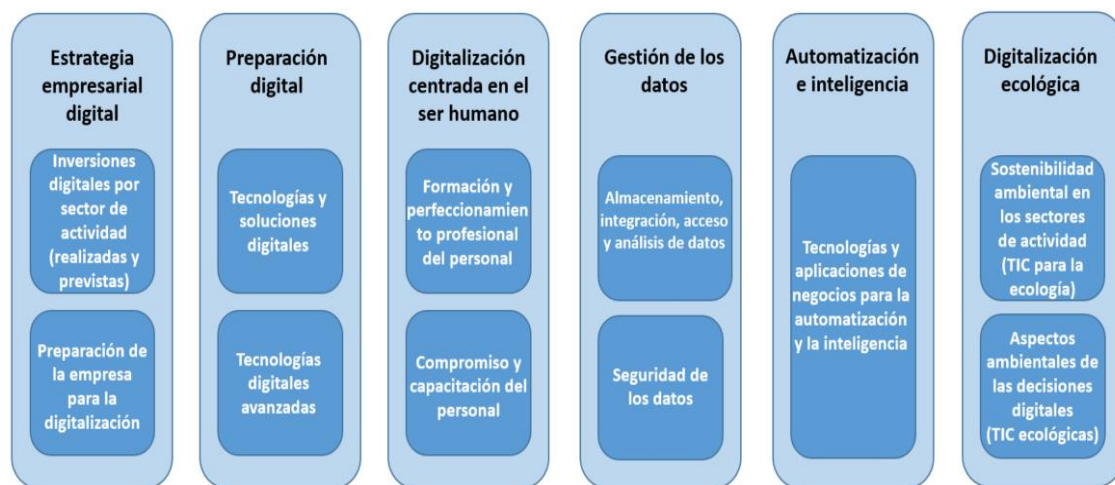 Estrategia
empresarial
digital
Inversiones
digitales por
sector de
actividad
(realizadas y
previstas)
Preparación de
la empresa
para la
digitalización
Preparación
digital
Tecnologías y
soluciones
digitales
Tecnologías
digitales
avanzadas
Digitalización
centrada en el
ser humano
Formación y
perfeccionamien
to profesional
del personal
Compromiso y
capacitación del
personal
Gestión de los
datos
Almacenamiento,
integración, acceso
y análisis de datos
Seguridad de
los datos
Automatización
e inteligencia
Tecnologías y
aplicaciones de
negocios para la
automatización
y la inteligencia
Digitalización
ecológica
Sostenibilidad
ambiental en
los sectores
de actividad
(TIC para la
ecología)
Aspectos
ambientales de
las decisiones
digitales
(TIC ecológicas)